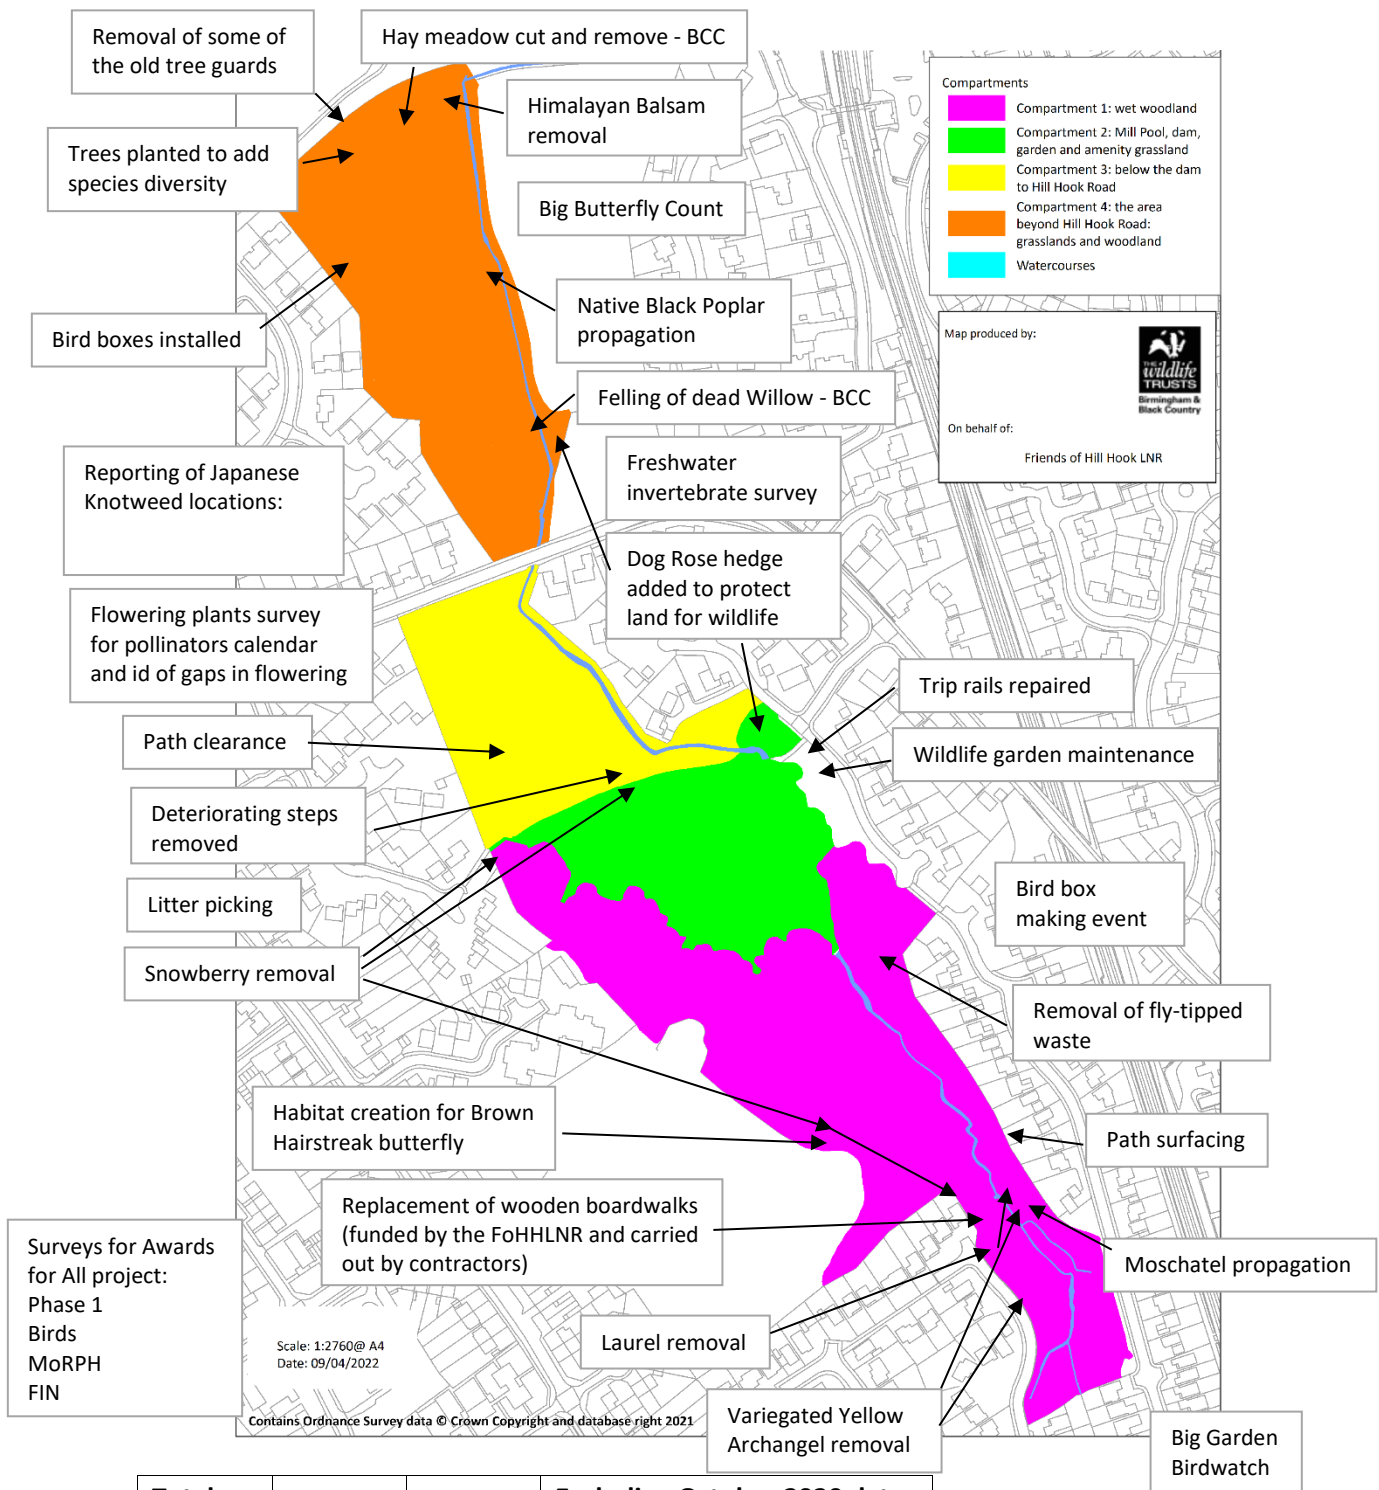 Removal of some of
the old tree guards
Hay meadow cut and remove - BCC
Himalayan Balsam
removal
Trees planted to add
species diversity
Big Butterfly Count
Compartments
Compartment 1: wet woodland
Compartment 2: Mill Pool, dam,
garden and amenity grassland
Compartment 3: below the dam
to Hill Hook Road
Compartment 4: the area
beyond Hill Hook Road:
grasslands and woodland
Watercourses
Map produced by:
THE
wildlife
TRUSTS
Birmingham &
Black Country
On behalf of:
Friends of Hill Hook LNR
Bird boxes installed
Native Black Poplar
propagation
Felling of dead Willow - BCC
Reporting of Japanese
Knotweed locations:
Freshwater
invertebrate survey
Dog Rose hedge
added to protect
land for wildlife
Flowering plants survey
for pollinators calendar
and id of gaps in flowering
Trip rails repaired
Path clearance
Wildlife garden maintenance
Deteriorating steps
removed
Litter picking
Bird box
making event
Snowberry removal
Removal of fly-tipped
waste
Habitat creation for Brown
Hairstreak butterfly
Path surfacing
Replacement of wooden boardwalks
(funded by the FoHHLNR and carried
out by contractors)
Surveys for Awards
for All project:
Phase 1
Birds
MoRPH
FIN
Moschatel propagation
Laurel removal
Scale: 1:2760@ A4
Date: 09/04/2022
Variegated Yellow
Archangel removal
Contains Ordnance Survey data © Crown Copyright and database right 2021
Big Garden
Birdwatch